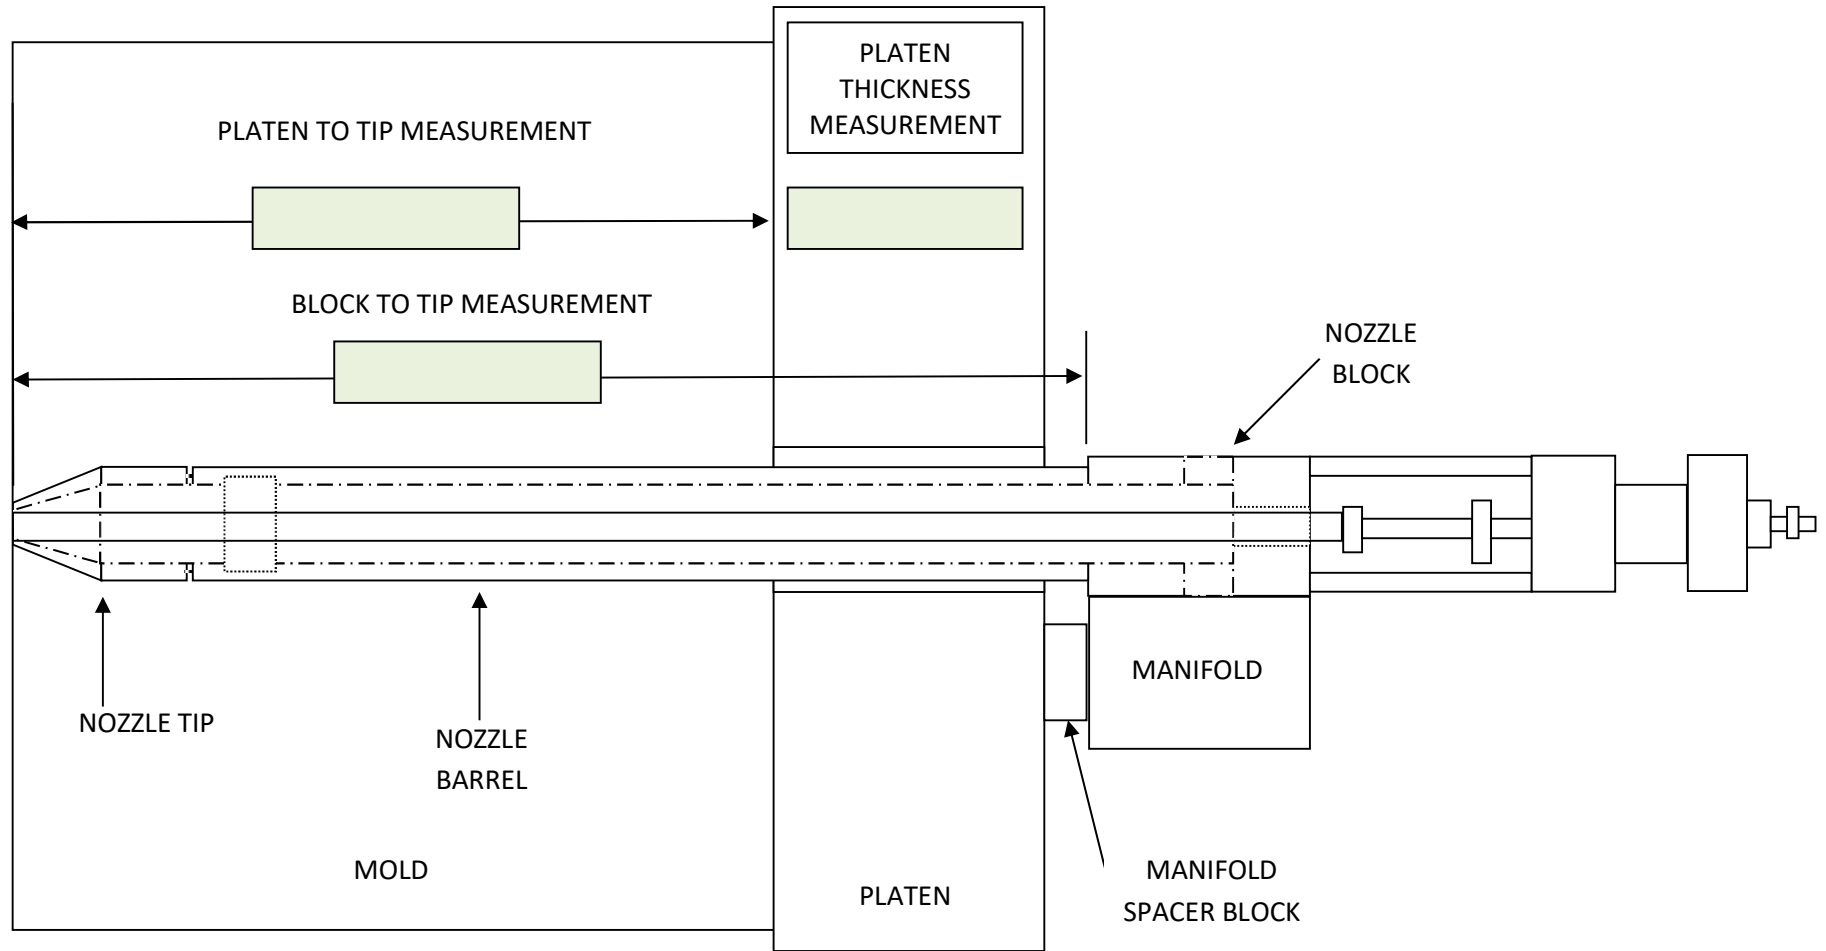 PLATEN
THICKNESS
MEASUREMENT
PLATEN TO TIP MEASUREMENT
BLOCK TO TIP MEASUREMENT
NOZZLE
BLOCK
MANIFOLD
NOZZLE TIP
NOZZLE
BARREL
MOLD
PLATEN
MANIFOLD
SPACER BLOCK